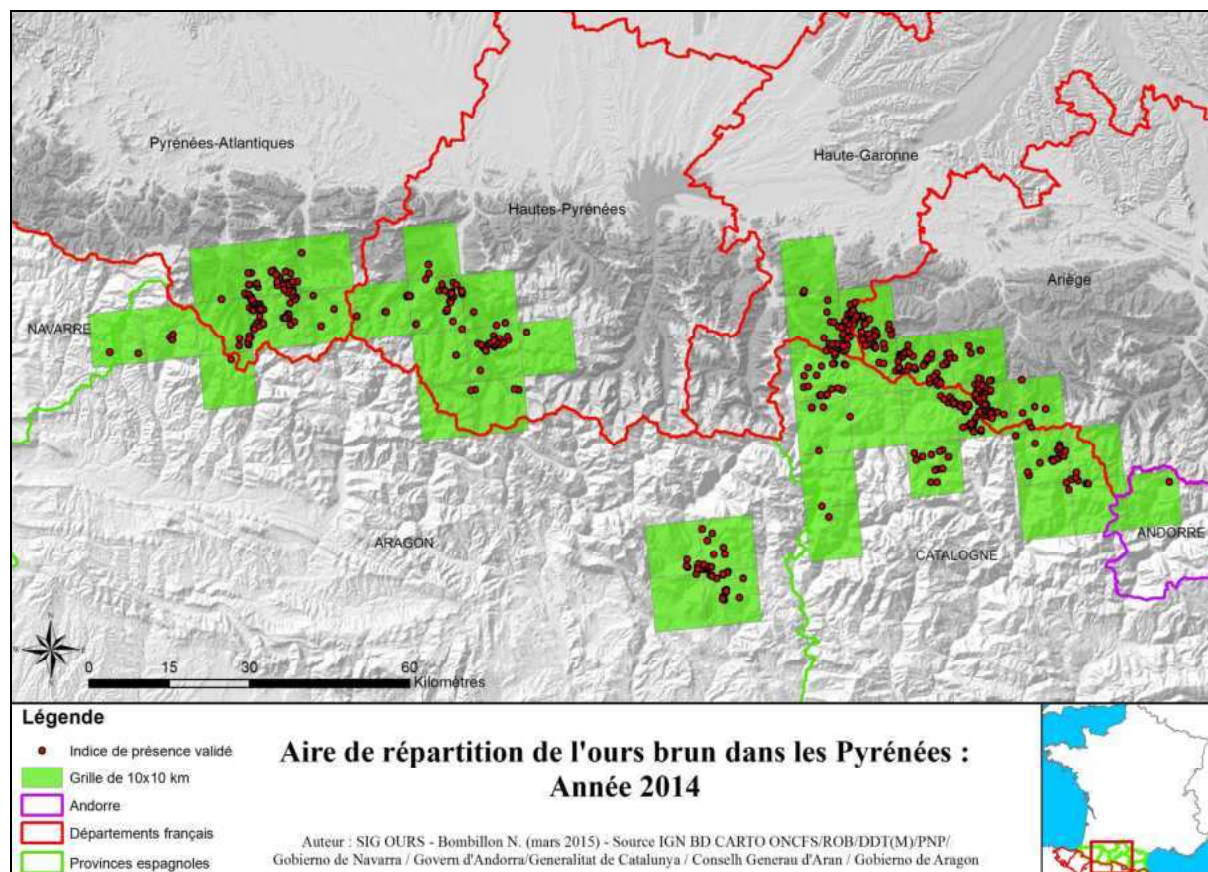 Pyrénées-Atlantiques
Haute-Garonne
Hautes-Pyrénées
Ariège
NAVARRE
ARAGON
CATALOGNE
ANDORRE
N
W
E
S
0 15 30 60
Kilomètres
Légende
Indice de présence validé
Grille de 10x10 km
Andorre
Départements français
Provinces espagnoles
Aire de répartition de l'ours brun dans les Pyrénées :
Année 2014
Auteur : SIG OURS - Bombillon N. (mars 2015) - Source IGN BD CARTO ONCFS/ROB/DDT(M)/PNP/
Gobierno de Navarra / Govern d'Andorra/Generalitat de Catalunya / Conselh Generau d'Aran / Gobierno de Aragon